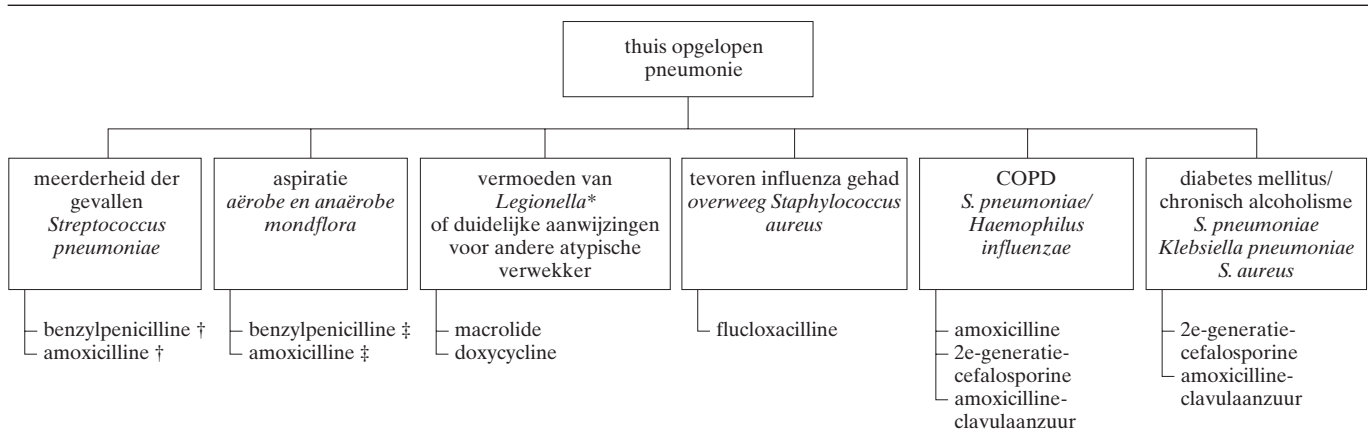 thuis opgelopen
pneumonie
meerderheid der
gevallen
Streptococcus
pneumoniae
benzylpenicilline †
amoxicilline †
aspiratie
aërobe en anaërobe
mondflora
benzylpenicilline ‡
amoxicilline ‡
vermoeden van
Legionella*
of duidelijke aanwijzingen
voor andere atypische
verwekker
macrolide
doxycycline
tevoren influenza gehad
overweeg Staphylococcus
aureus
flucloxacilline
COPD
S. pneumoniae/
Haemophilus
influenzae
amoxicilline
2e-generatie-
cefalosporine
amoxicilline-
clavulaanzuur
diabetes mellitus/
chronisch alcoholisme
S. pneumoniae
Klebsiella pneumoniae
S. aureus
2e-generatie-
cefalosporine
amoxicilline-
clavulaanzuur